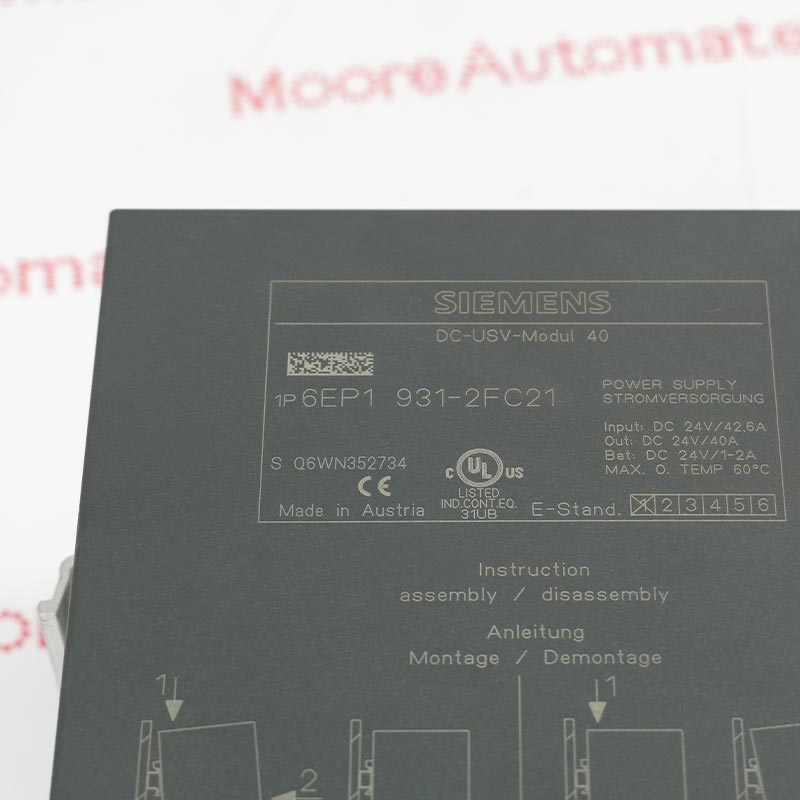 Moore Automate
oma
SIEMENS
DC-USV-Modul 40
1P 6EP1 931-2FC21
POWER SUPPLY
STROMVERSORGUNG
Input: DC 24V/42,6A
Out: DC 24V/40A
Bat: DC 24V/1-2A
MAX. O. TEMP 60°C
S Q6WN352734
CE
c UL US
LISTED
IND.CONT.EQ.
31UB
Made in Austria
E-Stand. 1 2 3 4 5 6
Instruction
assembly / disassembly
Anleitung
Montage / Demontage
1
1
2